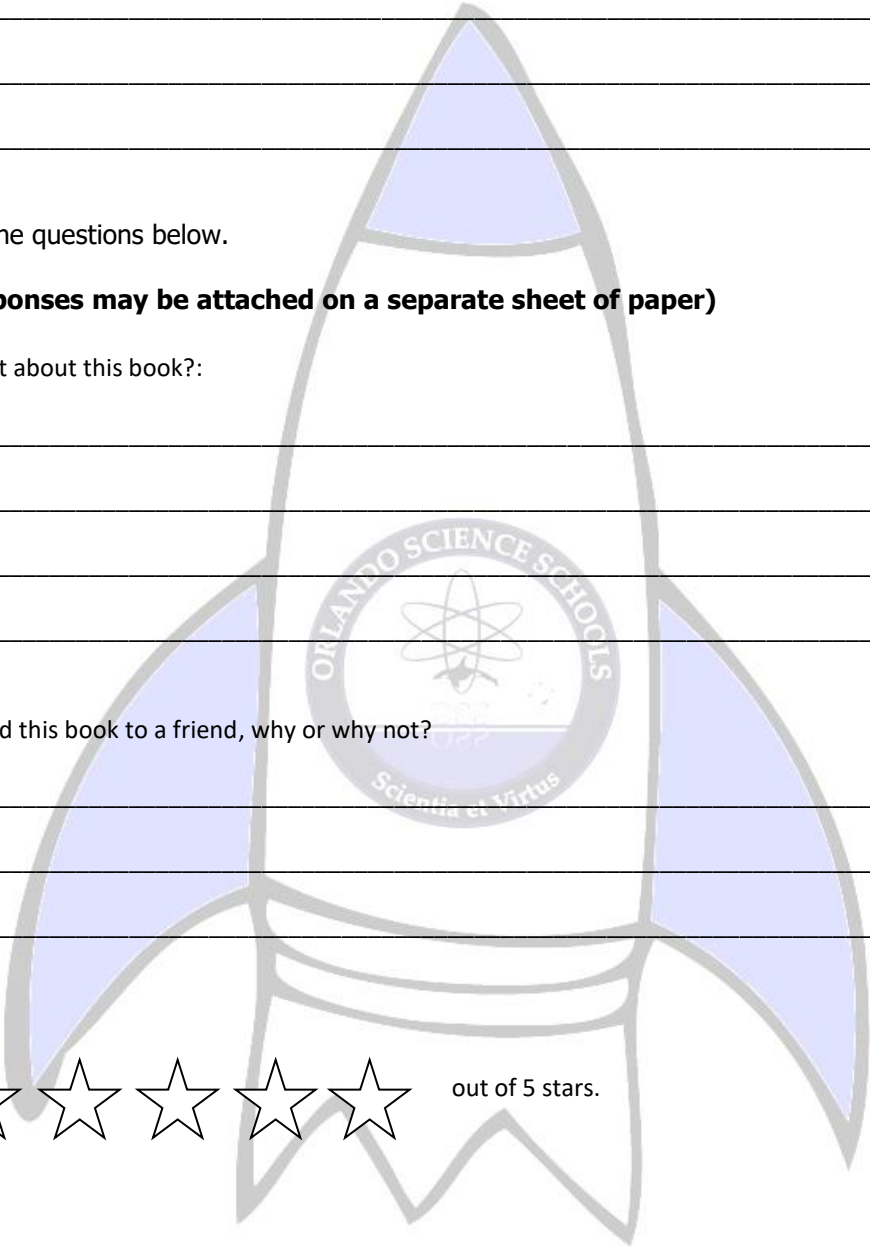 he questions below.
ponses may be attached on a separate sheet of paper)
t about this book?:
ORLANDO SCIENCE SCHOOLS
d this book to a friend, why or why not?
Scientia et Virtus
out of 5 stars.